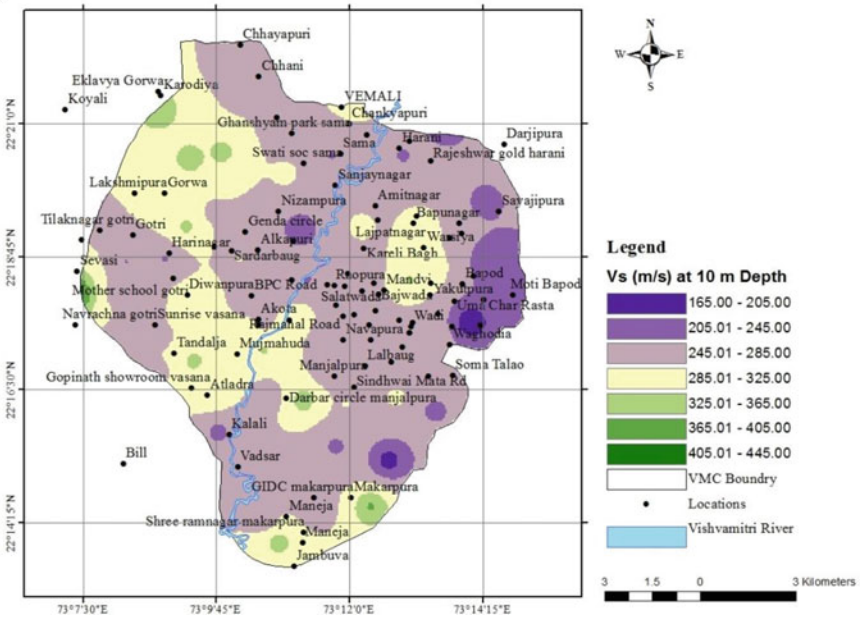 N
W E
S
Chhayapuri
Chhani
Eklavya Gorwa
Karodiya
Koyali
VEMALI
Chankyapuri
Ghanshyam park sama
Sama
Harani
Darjipura
Swati soc sama
Rajeshwar gold harani
Sanjaynagar
Lakshmipura
Gorwa
Nizampura
Amitnagar
Bapunagar
Sayajipura
Tilaknagar gotri
Gotri
Genda circle
Lajpatnagar
Warsiya
Harinagar
Alkapuri
Sardarbaug
Kareli Bagh
Sevasi
Raopura
Mandvi
Bapod
Mother school gotri
Diwanpura
BPC Road
Salatwada
Bajwada
Yakutpura
Moti Bapod
Uma Char Rasta
Navrachna gotri
Sunrise vasana
Akota
Rajmahal Road
Navapura
Wadi
Waghodia
Tandalja
Mujmahuda
Lalbaug
Manjalpur
Soma Talao
Gopinath showroom vasana
Atladra
Sindhwai Mata Rd
Darbar circle manjalpura
Kalali
Bill
Vadsar
GIDC makarpura
Makarpura
Maneja
Shree ramnagar makarpura
Maneja
Jambuva
22°21'0"N
22°18'45"N
22°16'30"N
22°14'15"N
73°7'30"E
73°9'45"E
73°12'0"E
73°14'15"E
Legend
Vs (m/s) at 10 m Depth
165.00 - 205.00
205.01 - 245.00
245.01 - 285.00
285.01 - 325.00
325.01 - 365.00
365.01 - 405.00
405.01 - 445.00
VMC Boundry
Locations
Vishvamitri River
3 1.5 0 3 Kilometers